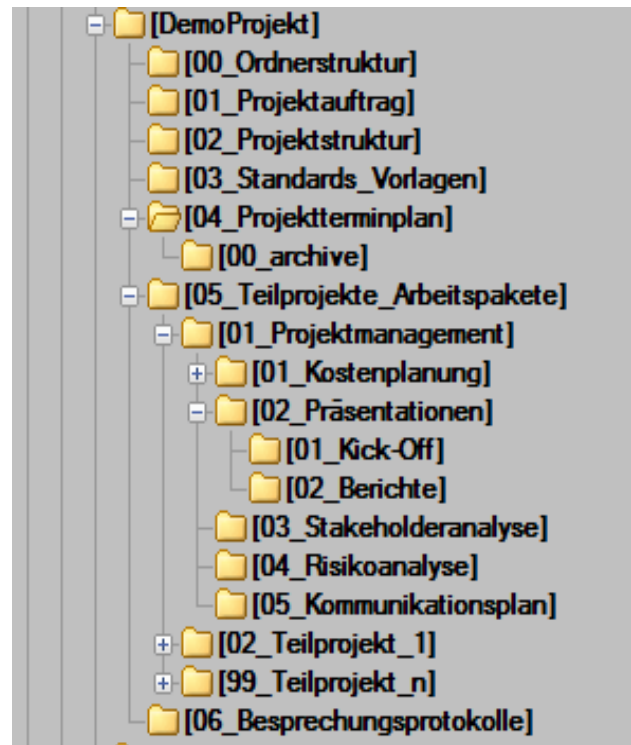 [DemoProjekt]
[00_Ordnerstruktur]
[01_Projektauftrag]
[02_Projektstruktur]
[03_Standards_Vorlagen]
[04_Projektterminplan]
[00_archive]
[05_Teilprojekte_Arbeitspakete]
[01_Projektmanagement]
[01_Kostenplanung]
[02_Präsentationen]
[01_Kick-Off]
[02_Berichte]
[03_Stakeholderanalyse]
[04_Risikoanalyse]
[05_Kommunikationsplan]
[02_Teilprojekt_1]
[99_Teilprojekt_n]
[06_Besprechungsprotokolle]